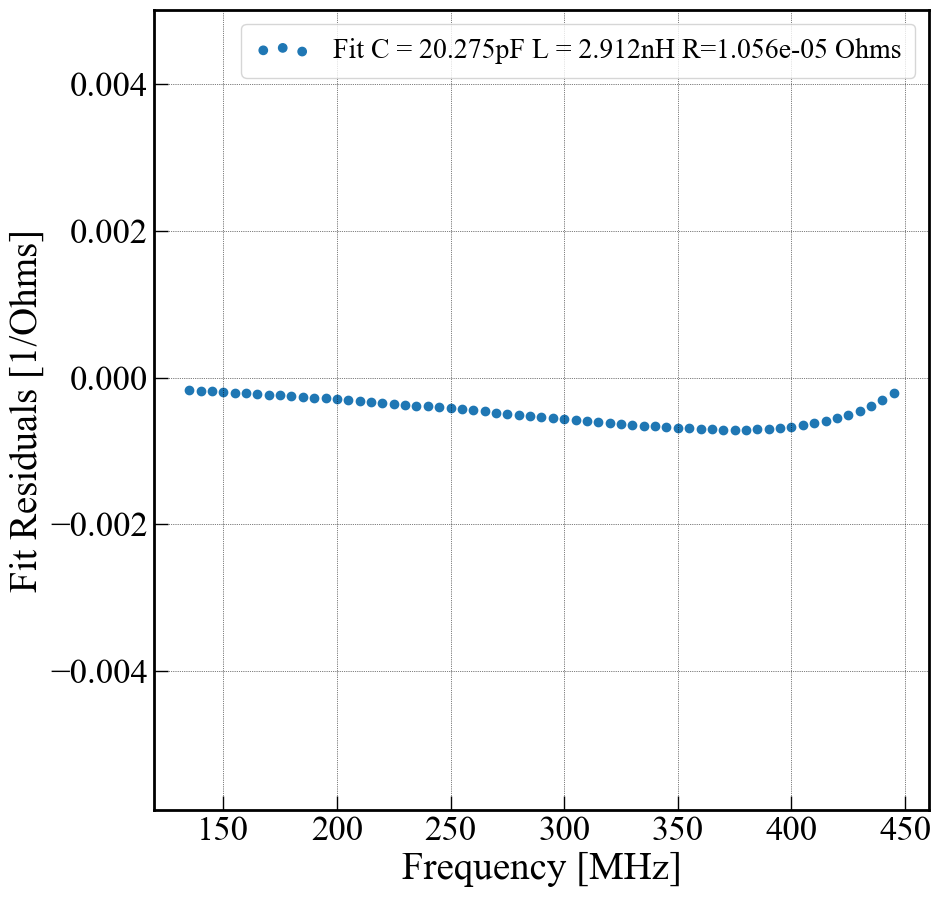 Fit C = 20.275pF L = 2.912nH R=1.056e-05 Ohms
0.004
0.002
0.000
−0.002
−0.004
Fit Residuals [1/Ohms]
150 200 250 300 350 400 450
Frequency [MHz]